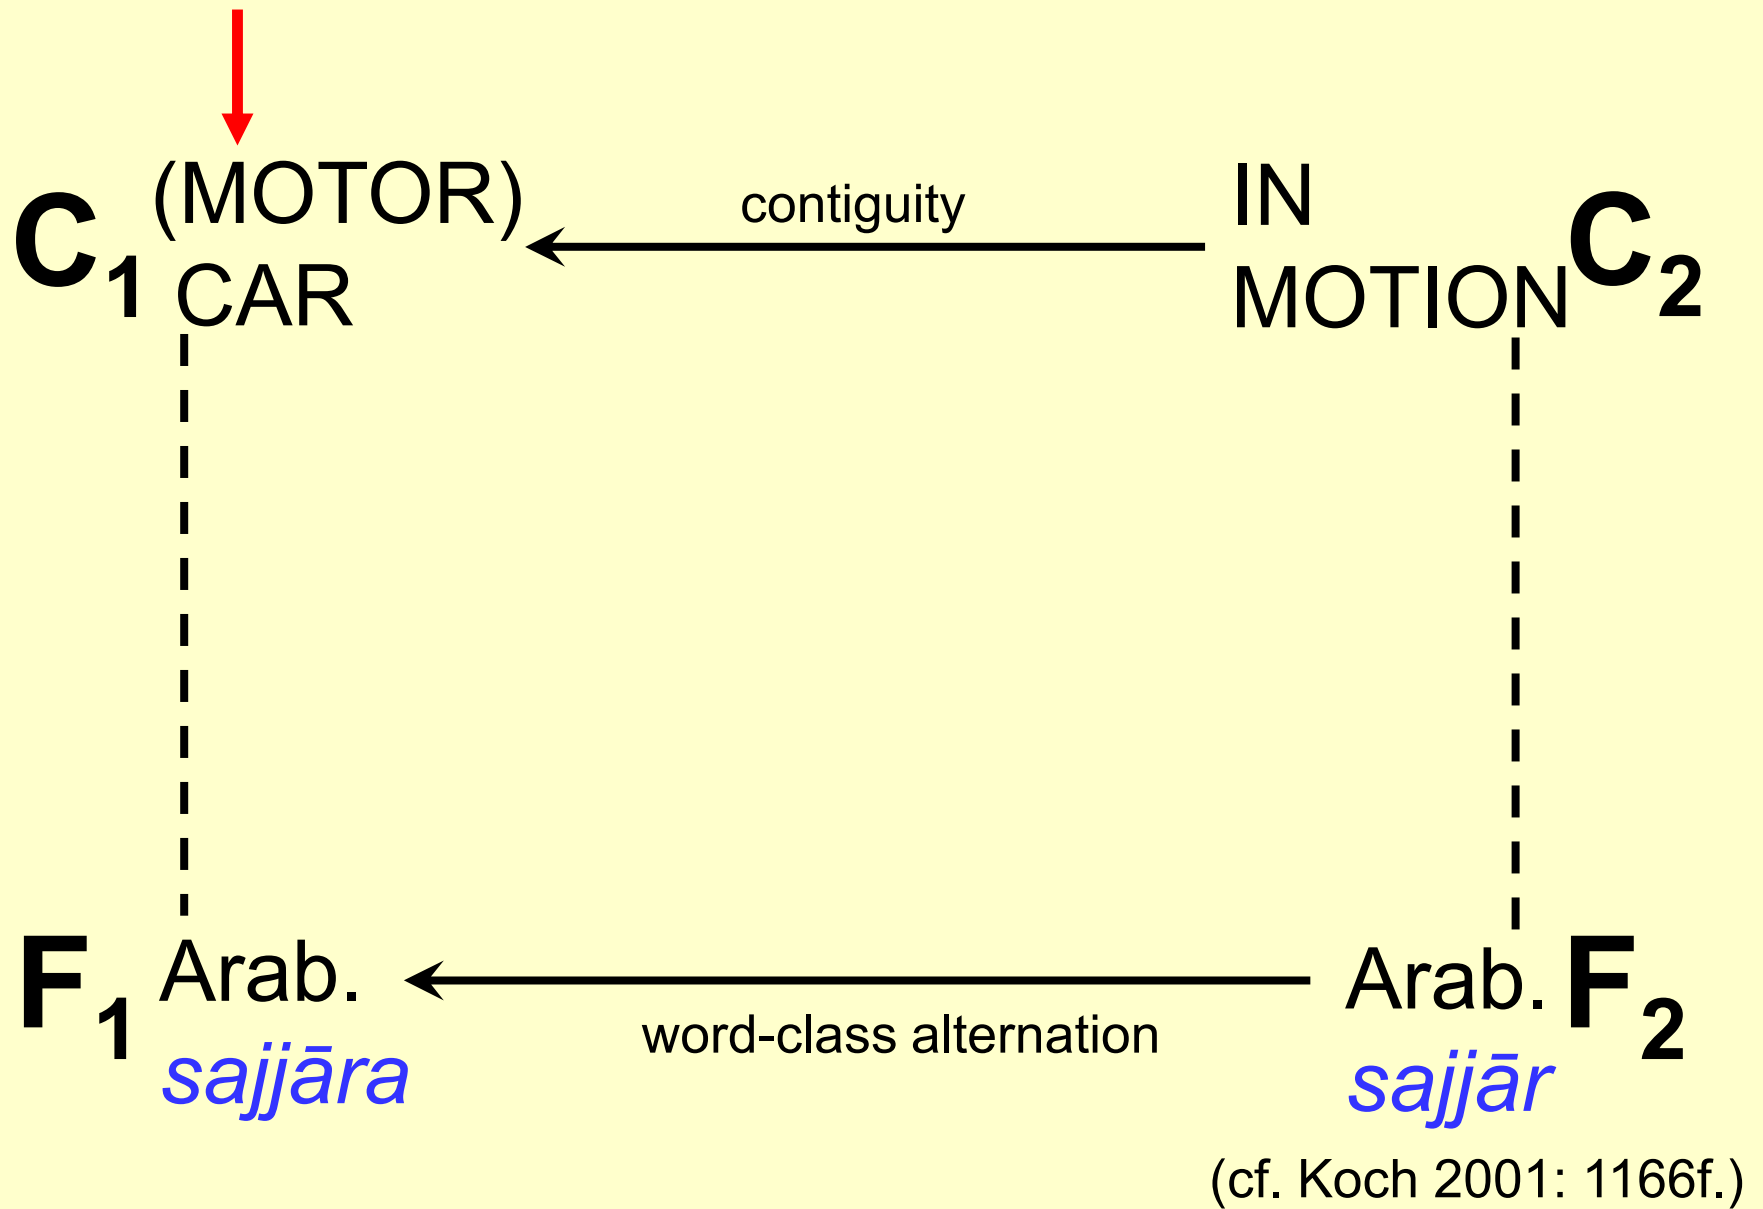 C1 (MOTOR) CAR
contiguity
IN MOTION C2
F1 Arab. sajjāra
word-class alternation
Arab. sajjār F2
(cf. Koch 2001: 1166f.)